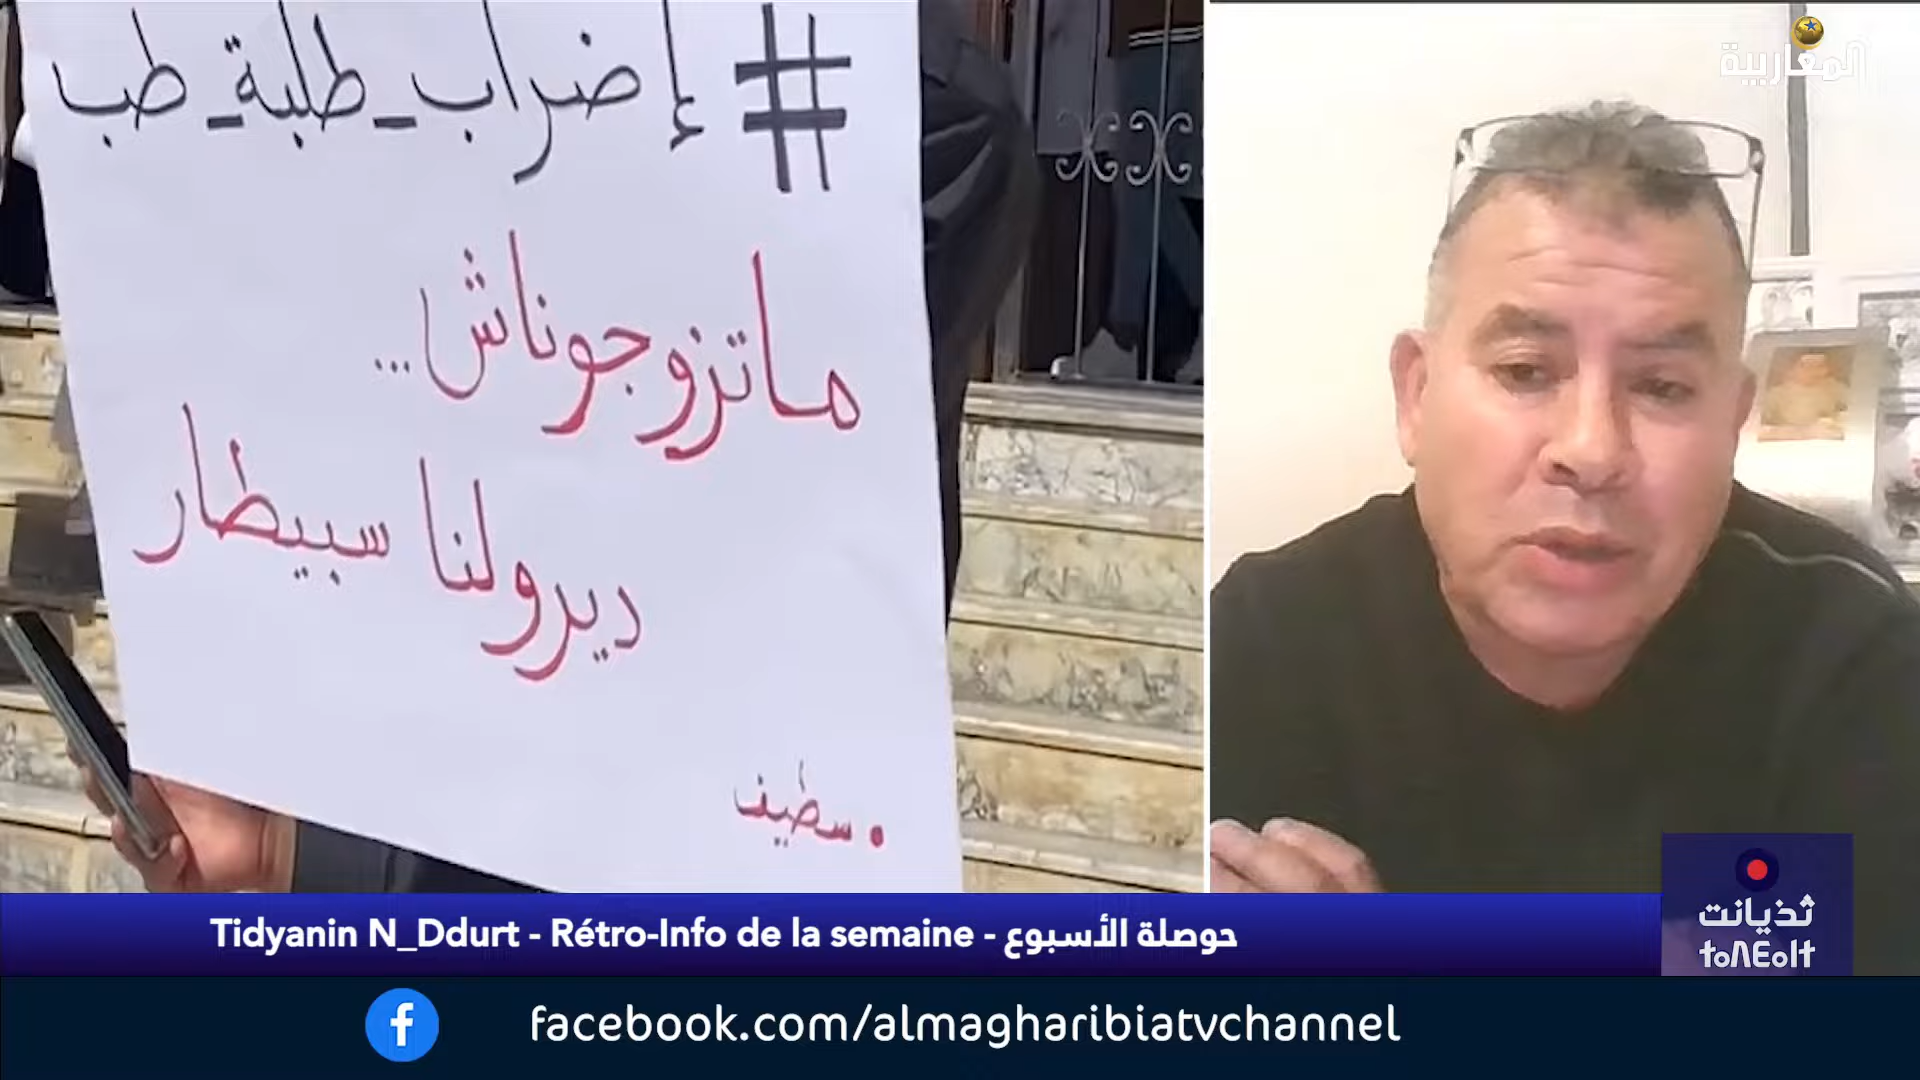 #إضراب_طلبة_طب
ماتزوجوناش...
ديرولنا سبيطار
• سطيف
المغاربية
Tidyanin N_Ddurt - Rétro-Info de la semaine - حوصلة الأسبوع
ثذيانت
facebook.com/almagharibiatvchannel